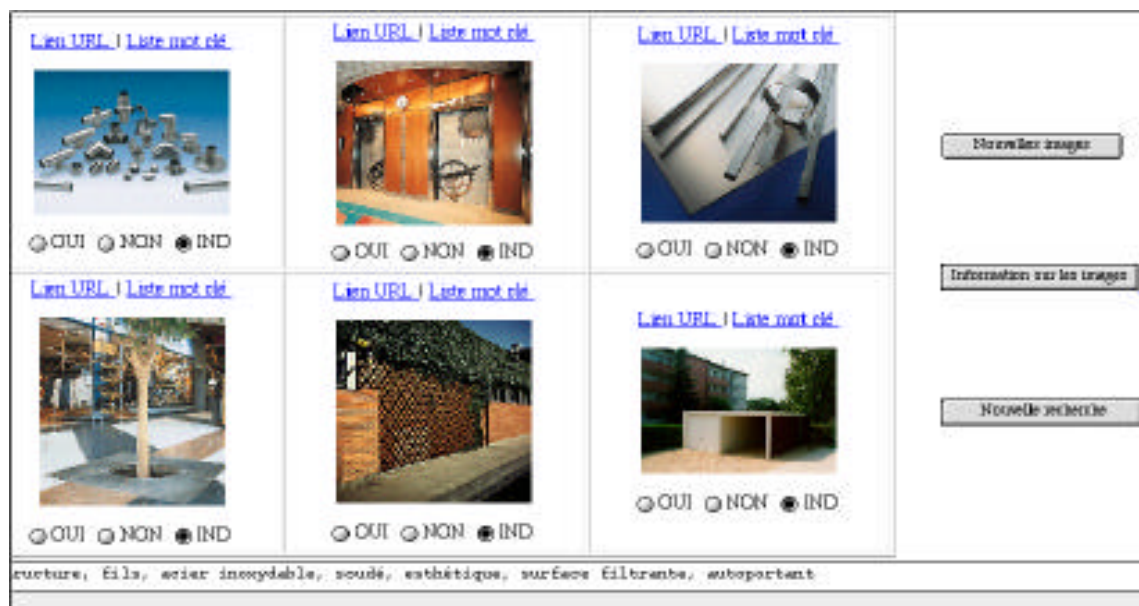 Lien URL | Liste mot clé
Lien URL | Liste mot clé
Lien URL | Liste mot clé
OUI NON IND
OUI NON IND
OUI NON IND
Lien URL | Liste mot clé
Lien URL | Liste mot clé
Lien URL | Liste mot clé
OUI NON IND
OUI NON IND
OUI NON IND
Nouvelles images
Information sur les images
Nouvelle recherche
ructure, fils, acier inoxydable, soudé, esthétique, surface filtrante, autoportant